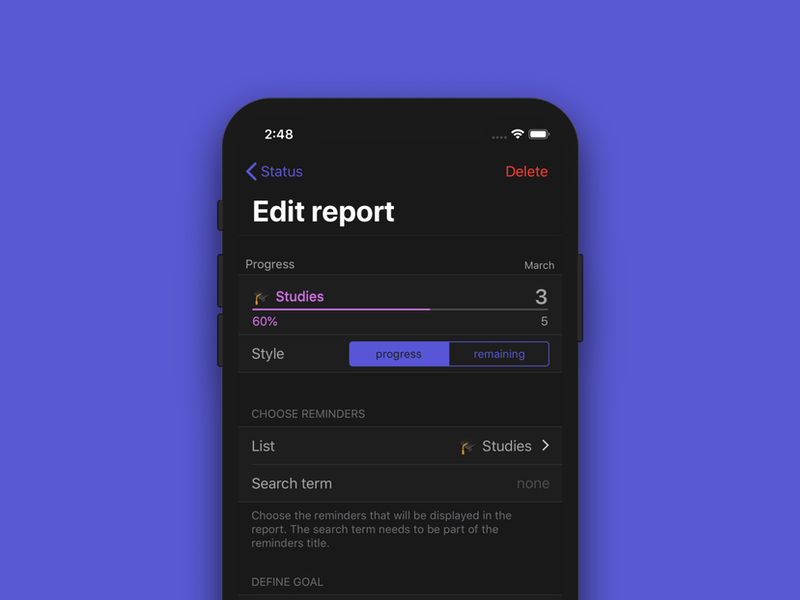 2:48
Status
Delete
Edit report
Progress
March
Studies
3
60%
5
Style
progress
remaining
CHOOSE REMINDERS
List
Studies
Search term
none
Choose the reminders that will be displayed in the
report. The search term needs to be part of the
reminders title.
DEFINE GOAL